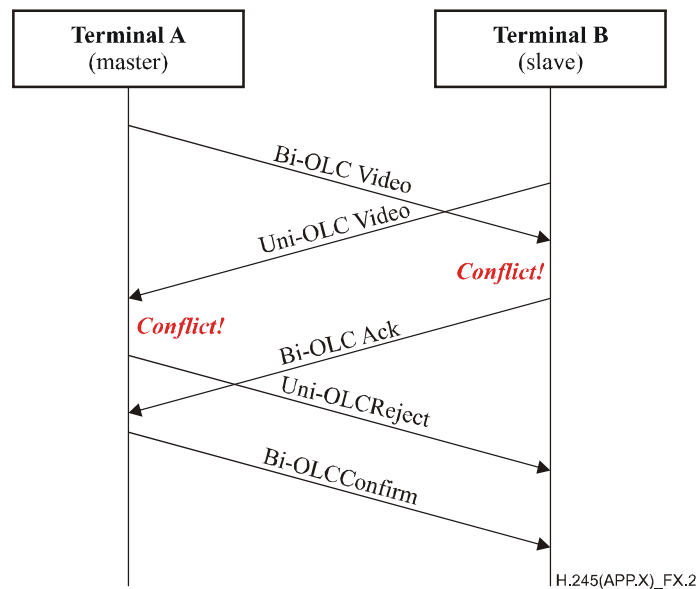 Terminal A
(master)
Terminal B
(slave)
Bi-OLC Video
Uni-OLC Video
Conflict!
Conflict!
Bi-OLC Ack
Uni-OLCReject
Bi-OLCConfirm
H.245(APP.X)_FX.2